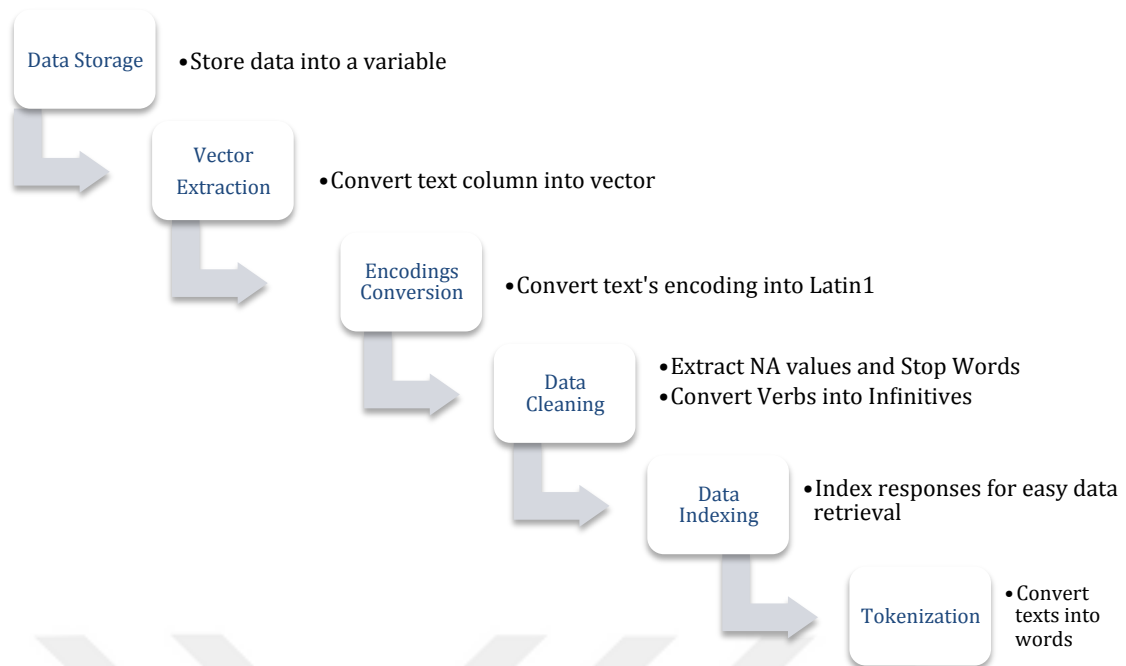 Data Storage
•Store data into a variable
Vector
Extraction
•Convert text column into vector
Encodings
Conversion
•Convert text's encoding into Latin1
Data
Cleaning
•Extract NA values and Stop Words
•Convert Verbs into Infinitives
Data
Indexing
•Index responses for easy data
retrieval
Tokenization
•Convert
texts into
words